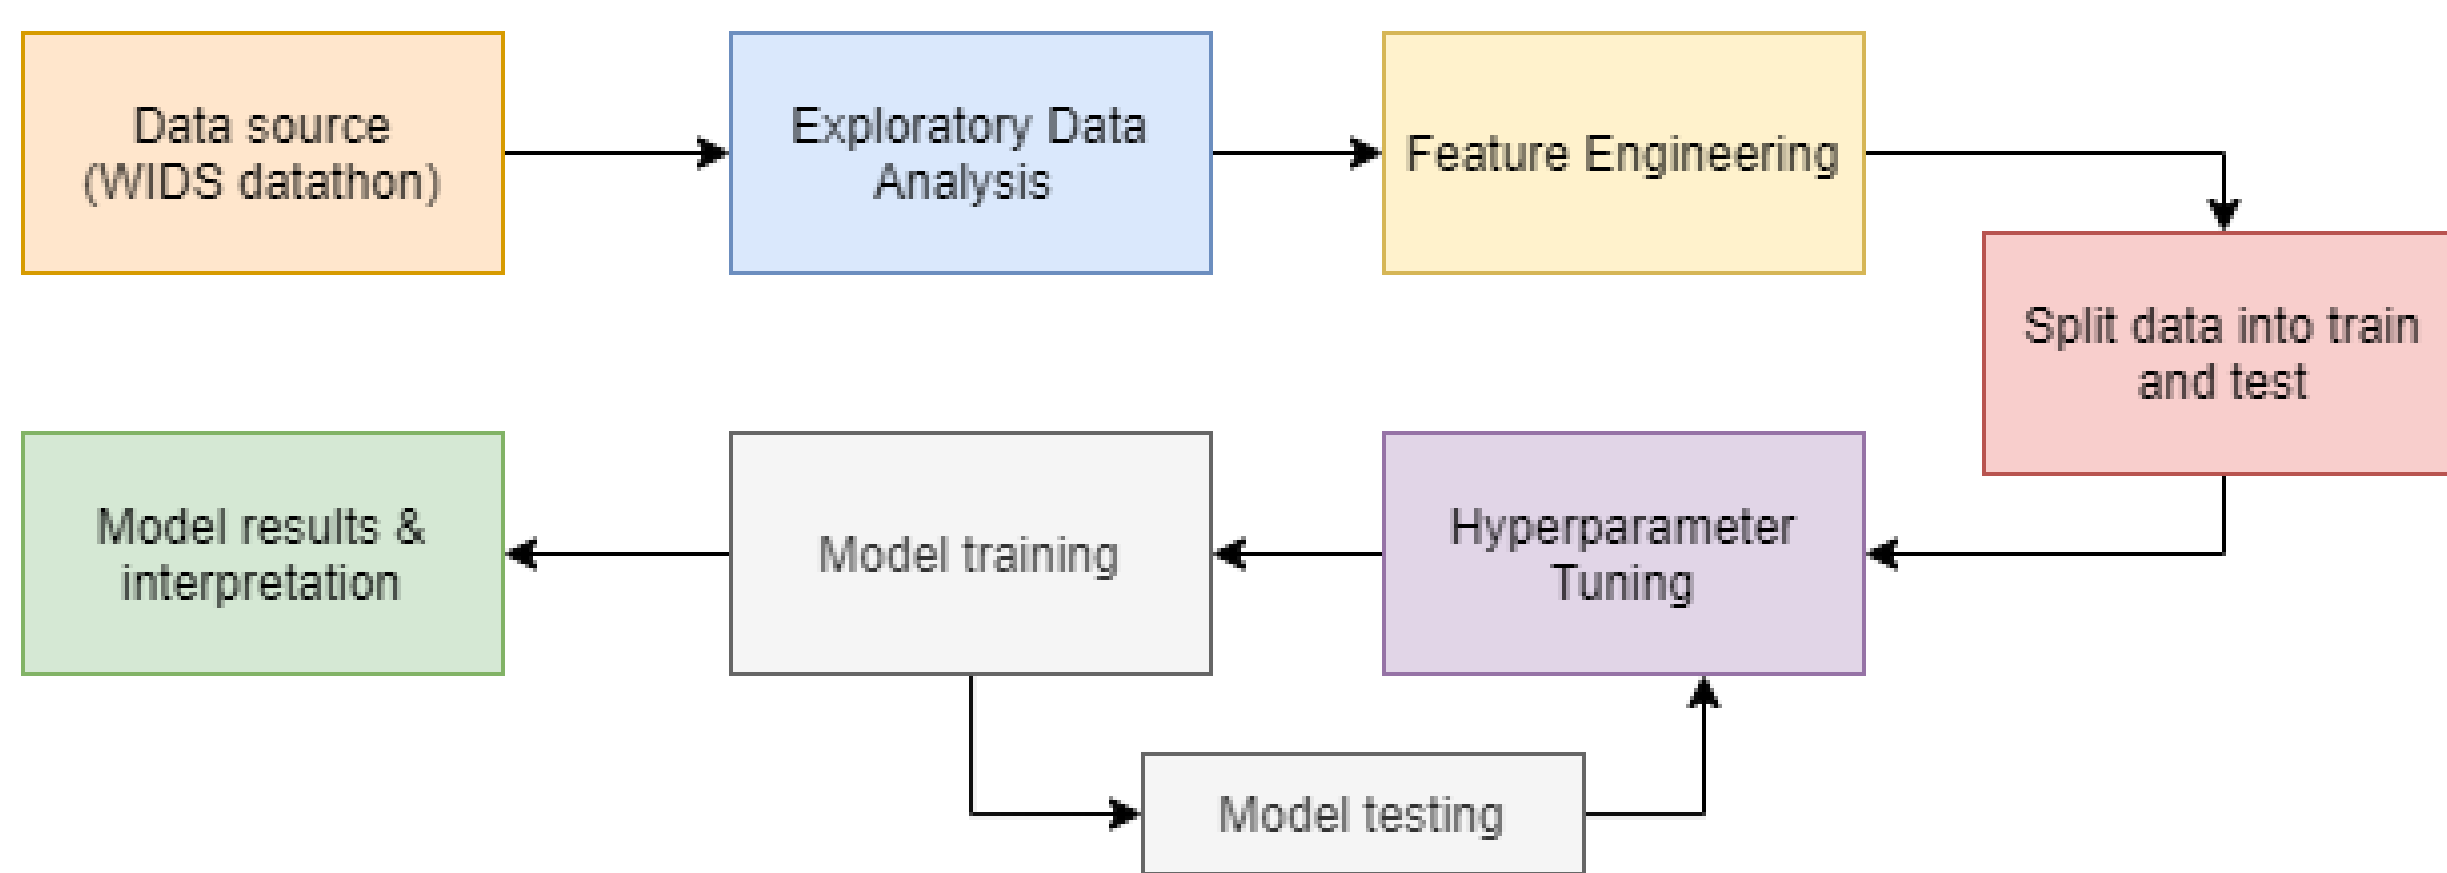 Data source
(WIDS datathon)
Exploratory Data
Analysis
Feature Engineering
Split data into train
and test
Hyperparameter
Tuning
Model training
Model results &
interpretation
Model testing